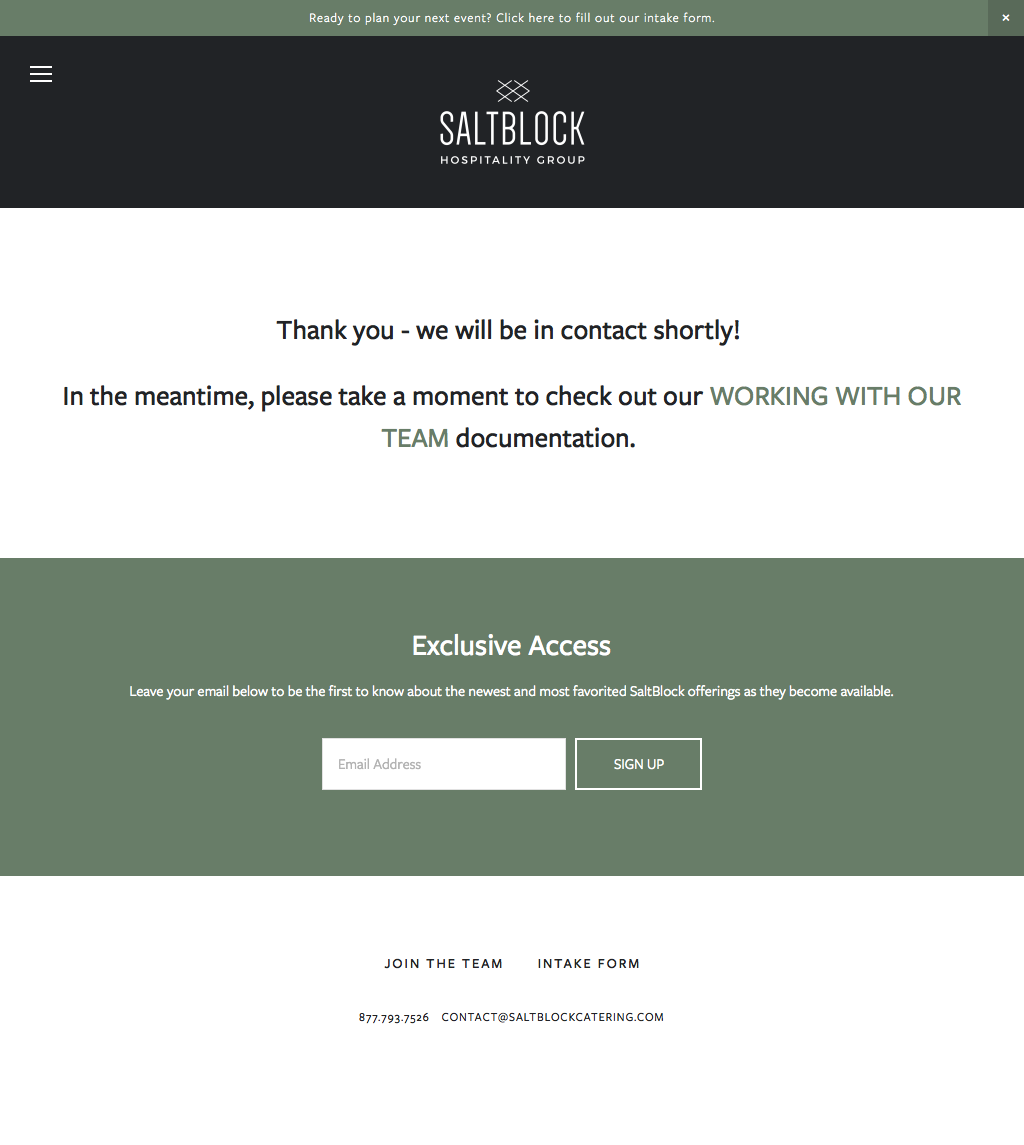 Ready to plan your next event? Click here to fill out our intake form.
×
SALTBLOCK
HOSPITALITY GROUP
Thank you - we will be in contact shortly!
In the meantime, please take a moment to check out our WORKING WITH OUR
TEAM documentation.
Exclusive Access
Leave your email below to be the first to know about the newest and most favorited SaltBlock offerings as they become available.
Email Address
SIGN UP
JOIN THE TEAM INTAKE FORM
877.793.7526 CONTACT@SALTBLOCKCATERING.COM